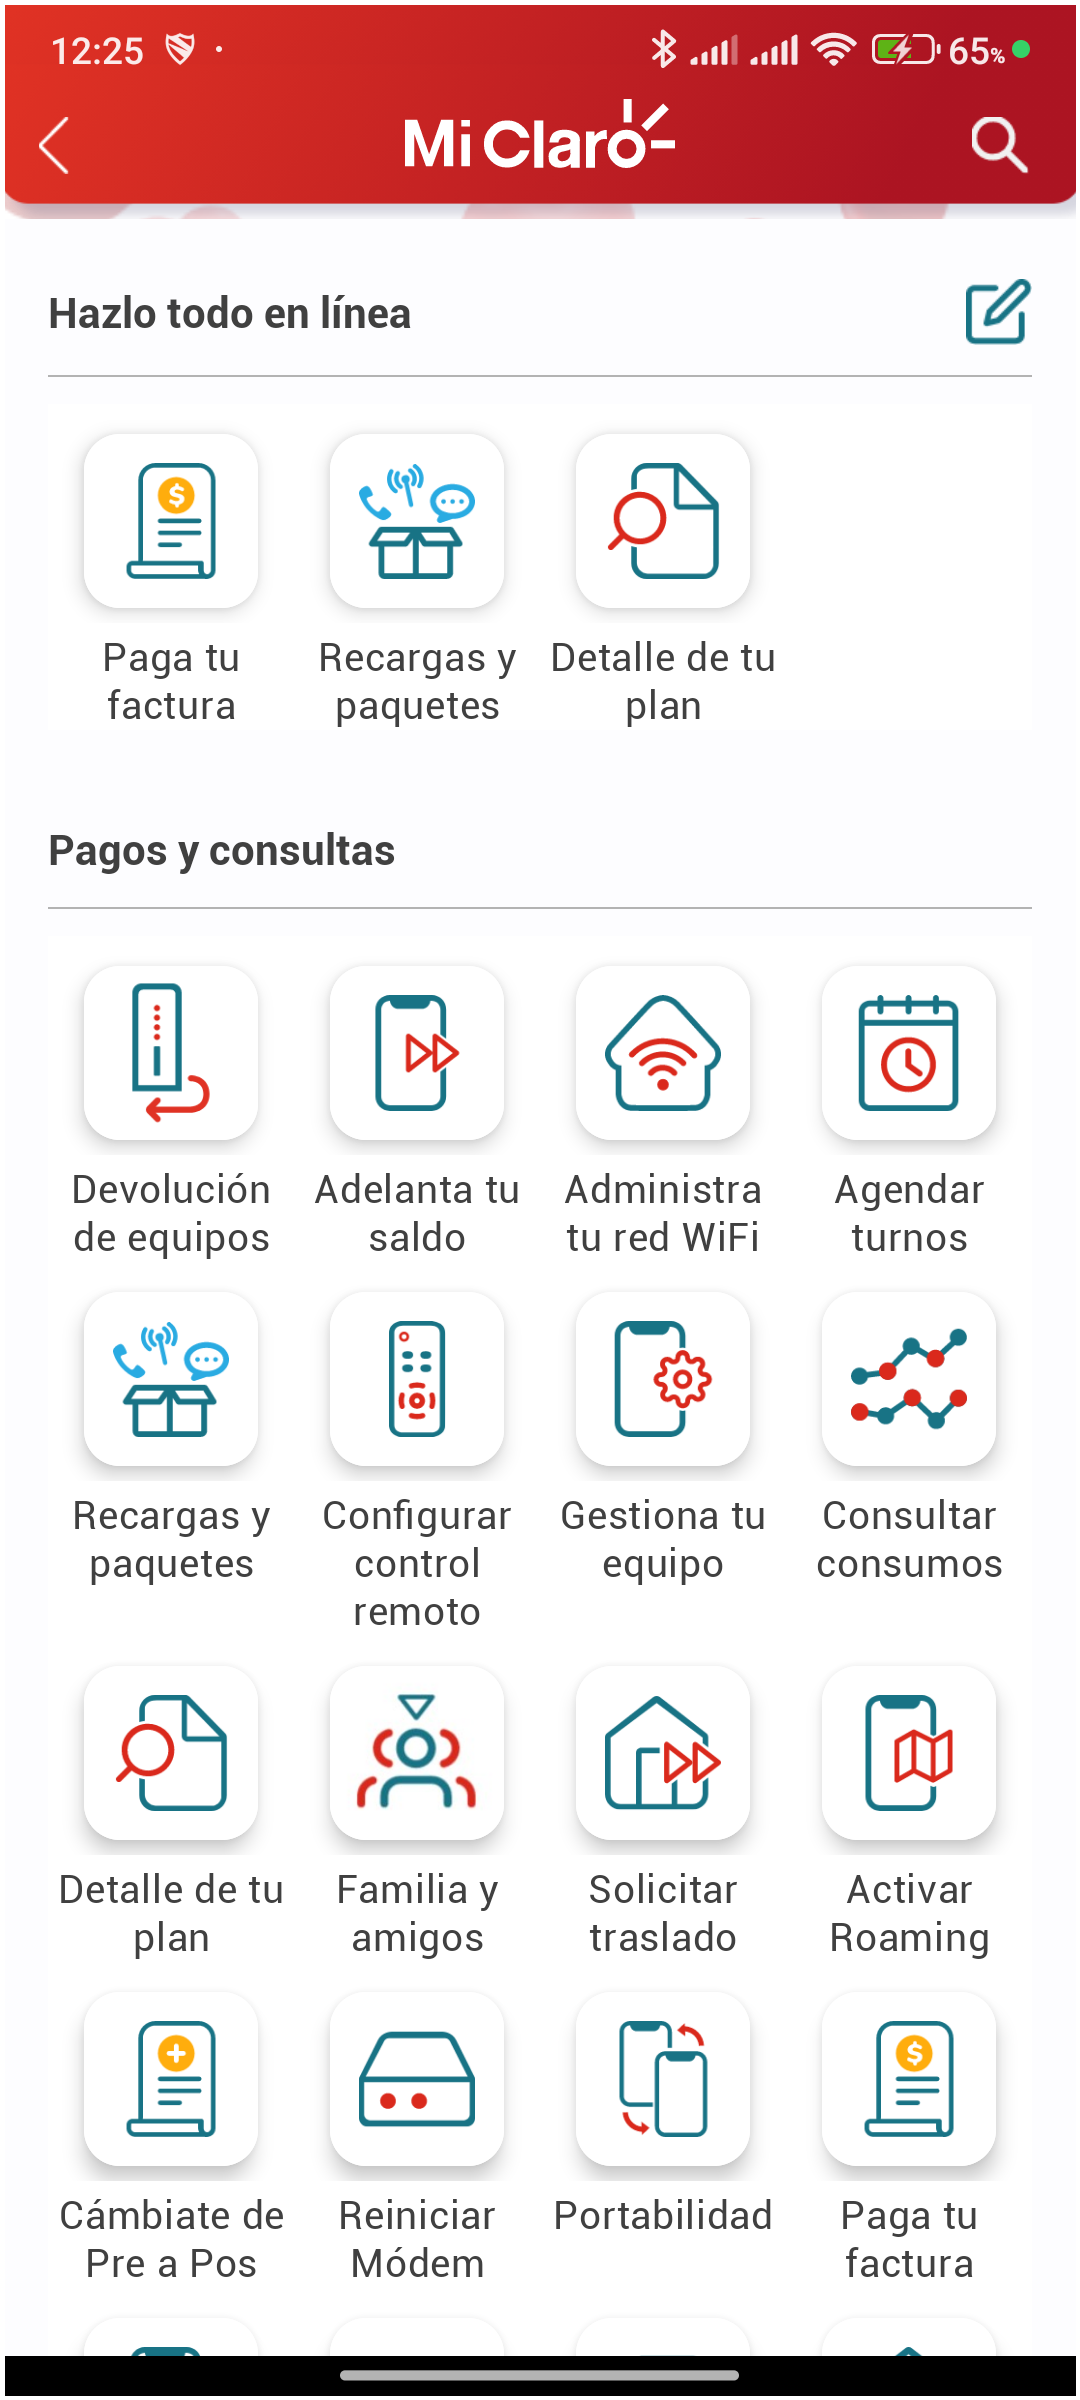 12:25
65%
Mi Claro
Hazlo todo en línea
Paga tu factura
Recargas y paquetes
Detalle de tu plan
Pagos y consultas
Devolución de equipos
Adelanta tu saldo
Administra tu red WiFi
Agendar turnos
Recargas y paquetes
Configurar control remoto
Gestiona tu equipo
Consultar consumos
Detalle de tu plan
Familia y amigos
Solicitar traslado
Activar Roaming
Cámbiate de Pre a Pos
Reiniciar Módem
Portabilidad
Paga tu factura